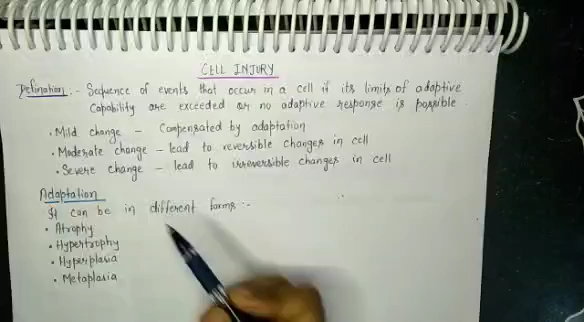 CELL INJURY
Defination :- Sequence of events that occur in a cell if its limits of adaptive
Capability are exceeded or no adaptive response is possible.
• Mild change - Compensated by adaptation
• Moderate change - lead to reversible changes in cell
• Severe change - lead to irreversible changes in cell
Adaptation
It can be in different forms :-
• Atrophy
• Hypertrophy
• Hyperplasia
• Metaplasia